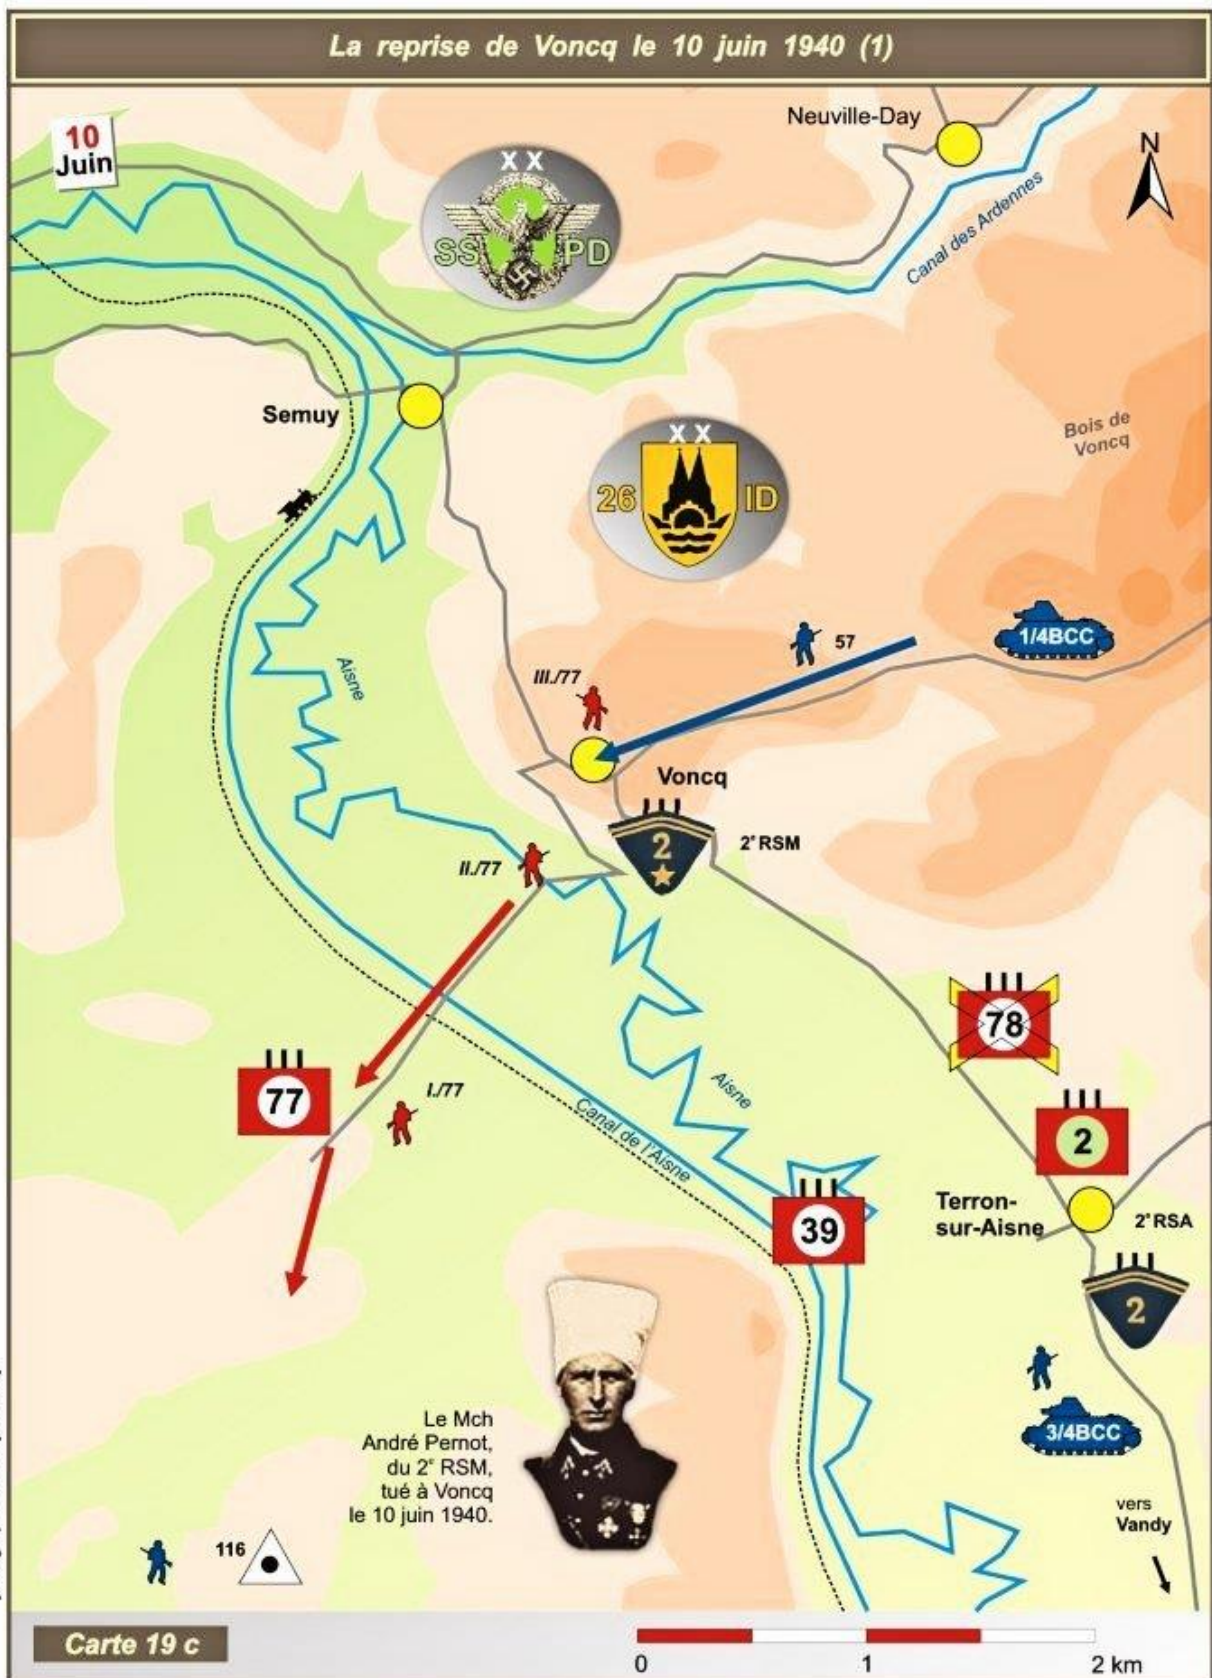 La reprise de Voncq le 10 juin 1940 (1)
10
Juin
Neuville-Day
N
X X
SS PD
Canal des Ardennes
Semuy
X X
26 ID
Bois de
Voncq
1/4BCC
57
Aisne
III./77
Voncq
2
2e RSM
II./77
78
77
I./77
Aisne
Canal de l'Aisne
2
39
Terron-
sur-Aisne
2e RSA
2
Le Mch
André Pernot,
du 2e RSM,
tué à Voncq
le 10 juin 1940.
3/4BCC
vers
Vandy
116
Carte 19 c
0 1 2 km